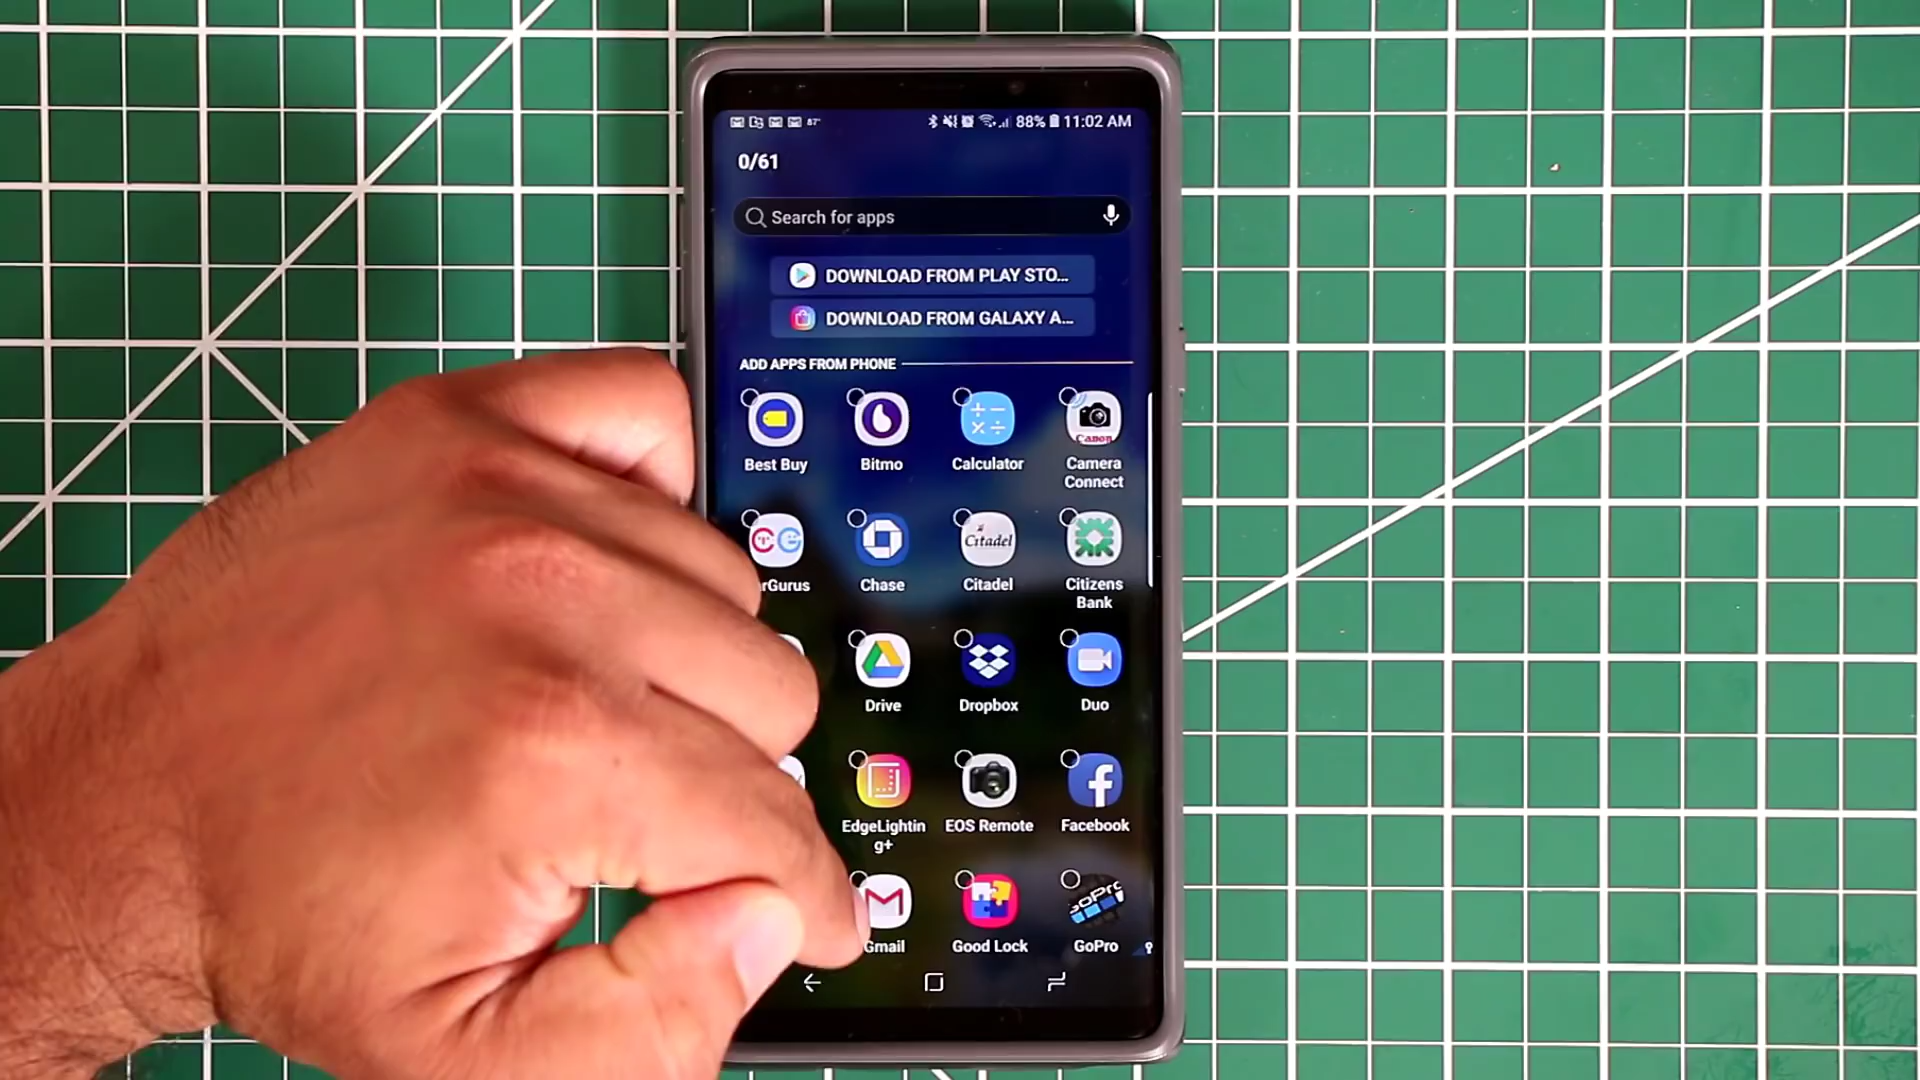 87°
88% 11:02 AM
0/61
Search for apps
DOWNLOAD FROM PLAY STO...
DOWNLOAD FROM GALAXY A...
ADD APPS FROM PHONE
Best Buy
Bitmo
Calculator
Canon
Camera
Connect
rGurus
Chase
Citadel
Citadel
Citizens
Bank
Drive
Dropbox
Duo
EdgeLightin
g+
EOS Remote
Facebook
Gmail
Good Lock
GoPro
GoPro